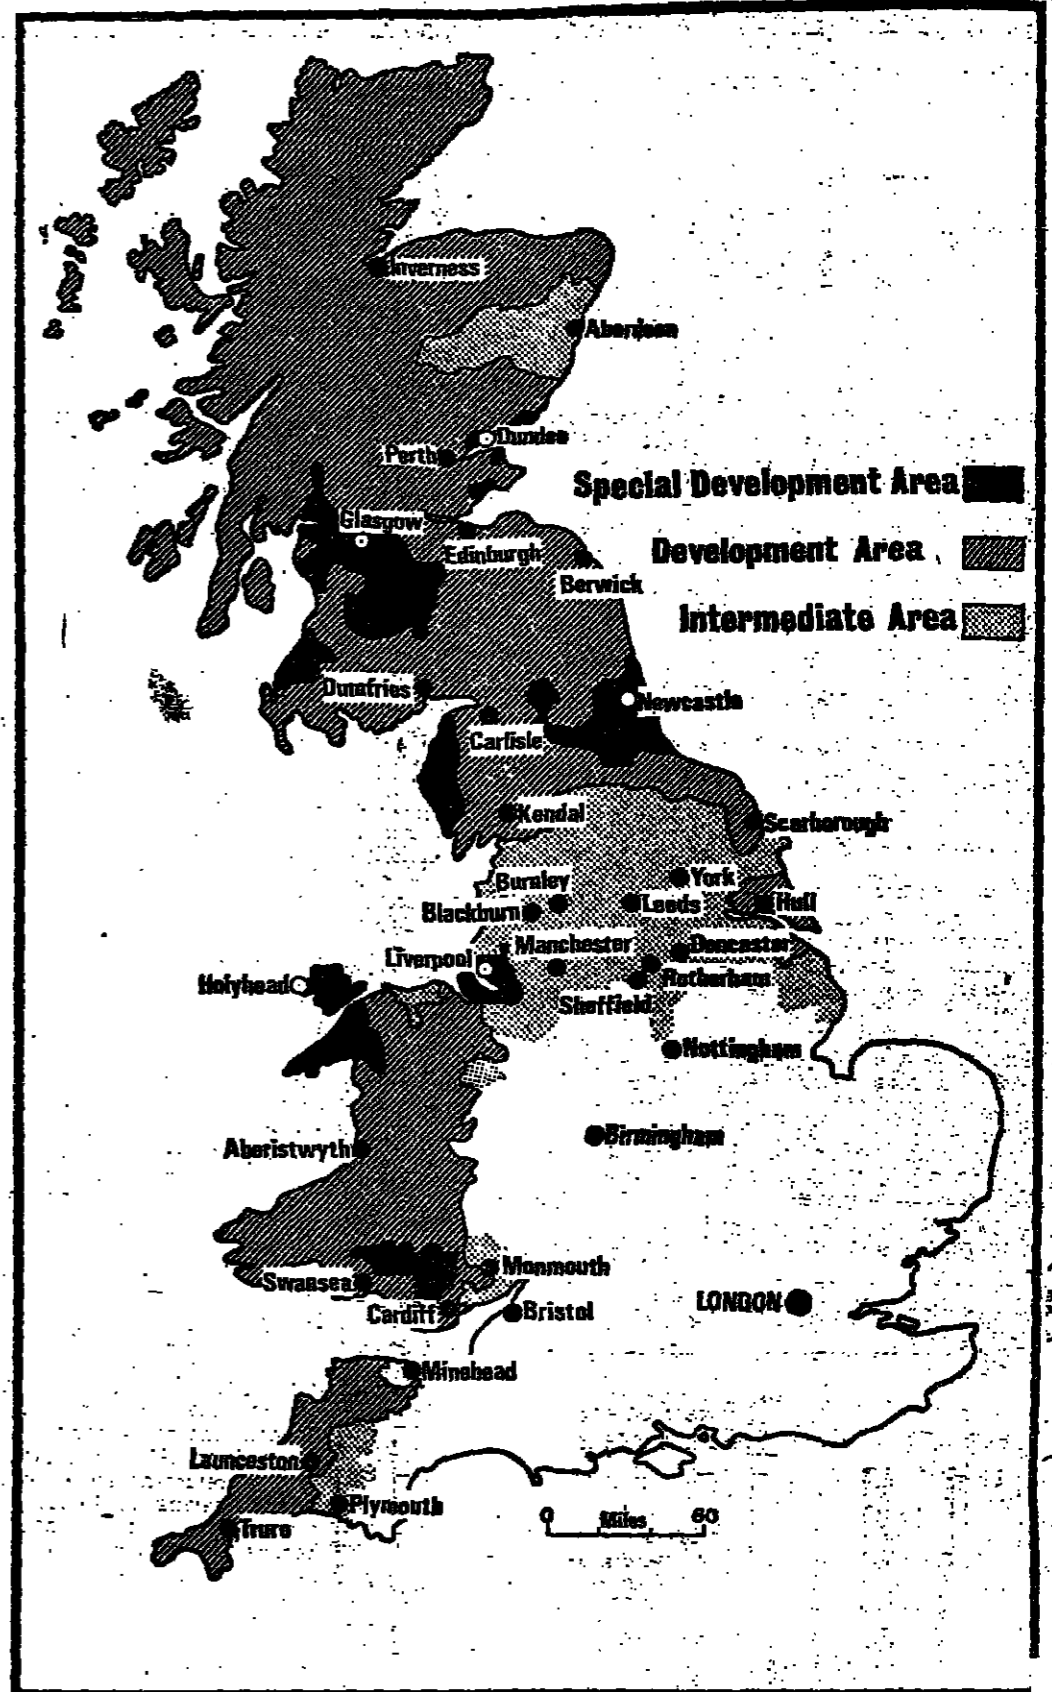 Inverness
Aberdeen
Dundee
Perth
Special Development Area
Glasgow
Edinburgh
Development Area
Berwick
Intermediate Area
Dumfries
Newcastle
Carlisle
Kendal
Scarborough
Burnley
York
Blackburn
Leeds
Hull
Manchester
Doncaster
Liverpool
Holyhead
Rotherham
Sheffield
Nottingham
Birmingham
Aberistwyth
Monmouth
Swansea
Cardiff
Bristol
LONDON
Minehead
Launceston
Plymouth
Truro
0 Miles 60